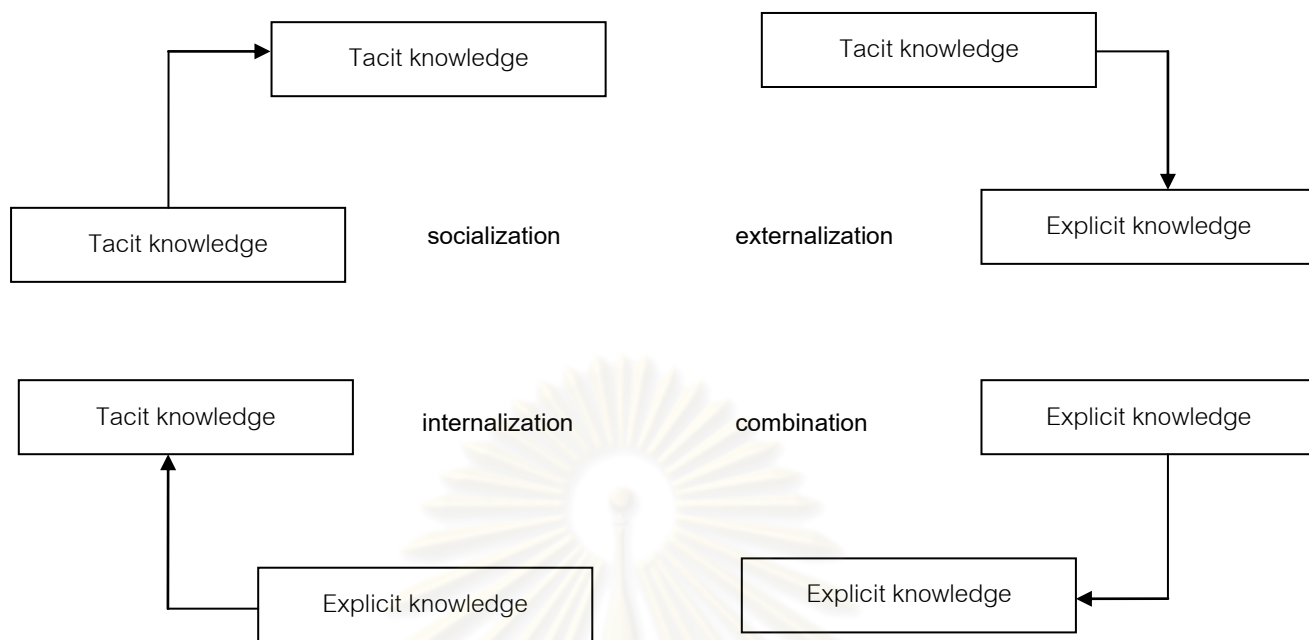 Tacit knowledge
Tacit knowledge
Tacit knowledge
socialization
externalization
Explicit knowledge
Tacit knowledge
internalization
combination
Explicit knowledge
Explicit knowledge
Explicit knowledge